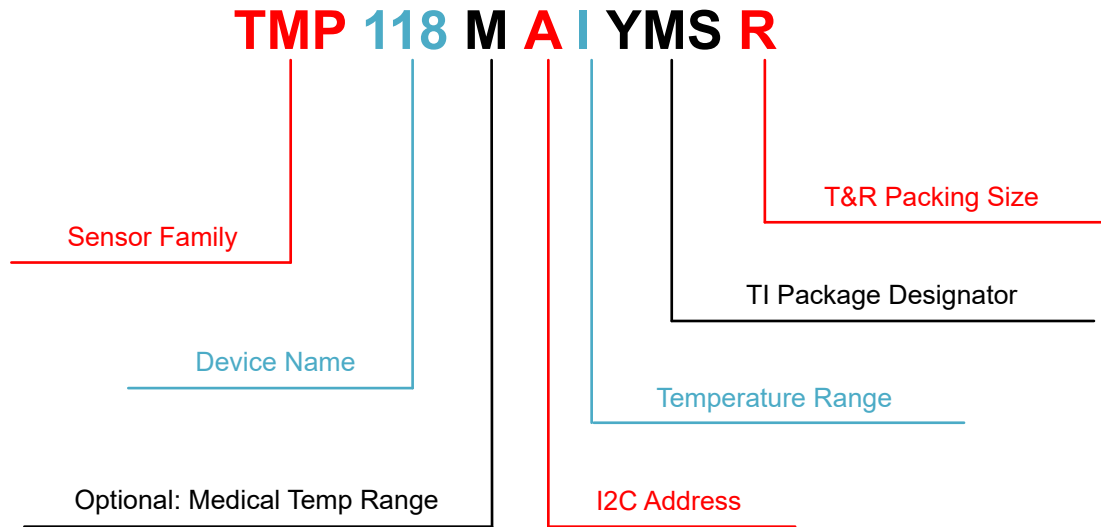 TMP 118 M A I YMS R
T&R Packing Size
Sensor Family
TI Package Designator
Device Name
Temperature Range
Optional: Medical Temp Range
I2C Address